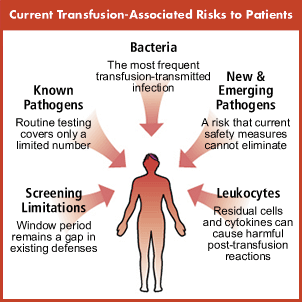 Current Transfusion-Associated Risks to Patients
Bacteria
The most frequent
transfusion-transmitted
infection
Known
Pathogens
Routine testing
covers only a
limited number
New &
Emerging
Pathogens
A risk that current
safety measures
cannot eliminate
Screening
Limitations
Window period
remains a gap in
existing defenses
Leukocytes
Residual cells
and cytokines can
cause harmful
post-transfusion
reactions